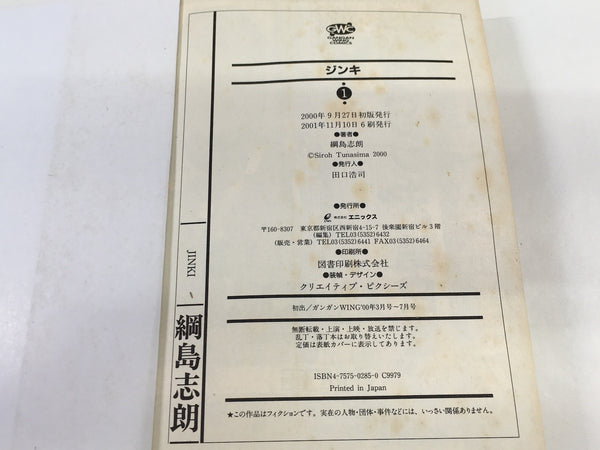 GWC
GANGAN
WING
COMICS
ジンキ
1
2000年9月27日初版発行
2001年11月10日6刷発行
●著者●
綱島志朗
©Siroh Tunasima 2000
●発行人●
田口浩司
●発行所●
株式会社 エニックス
〒160-8307 東京都新宿区西新宿4-15-7 後楽園新宿ビル3階
(編集) TEL03(5352)6432
(販売・営業) TEL03(5352)6441 FAX03(5352)6464
●印刷所●
図書印刷株式会社
●装幀・デザイン●
クリエイティブ・ピクシーズ
初出/ガンガンWING'00年3月号〜7月号
無断転載・上演・上映・放送を禁じます。
乱丁・落丁本はお取り替えいたします。
定価は表紙カバーに表示してあります。
ISBN4-7575-0285-0 C9979
Printed in Japan
★この作品はフィクションです。実在の人物・団体・事件などには、いっさい関係ありません。
JINKI
綱島志朗